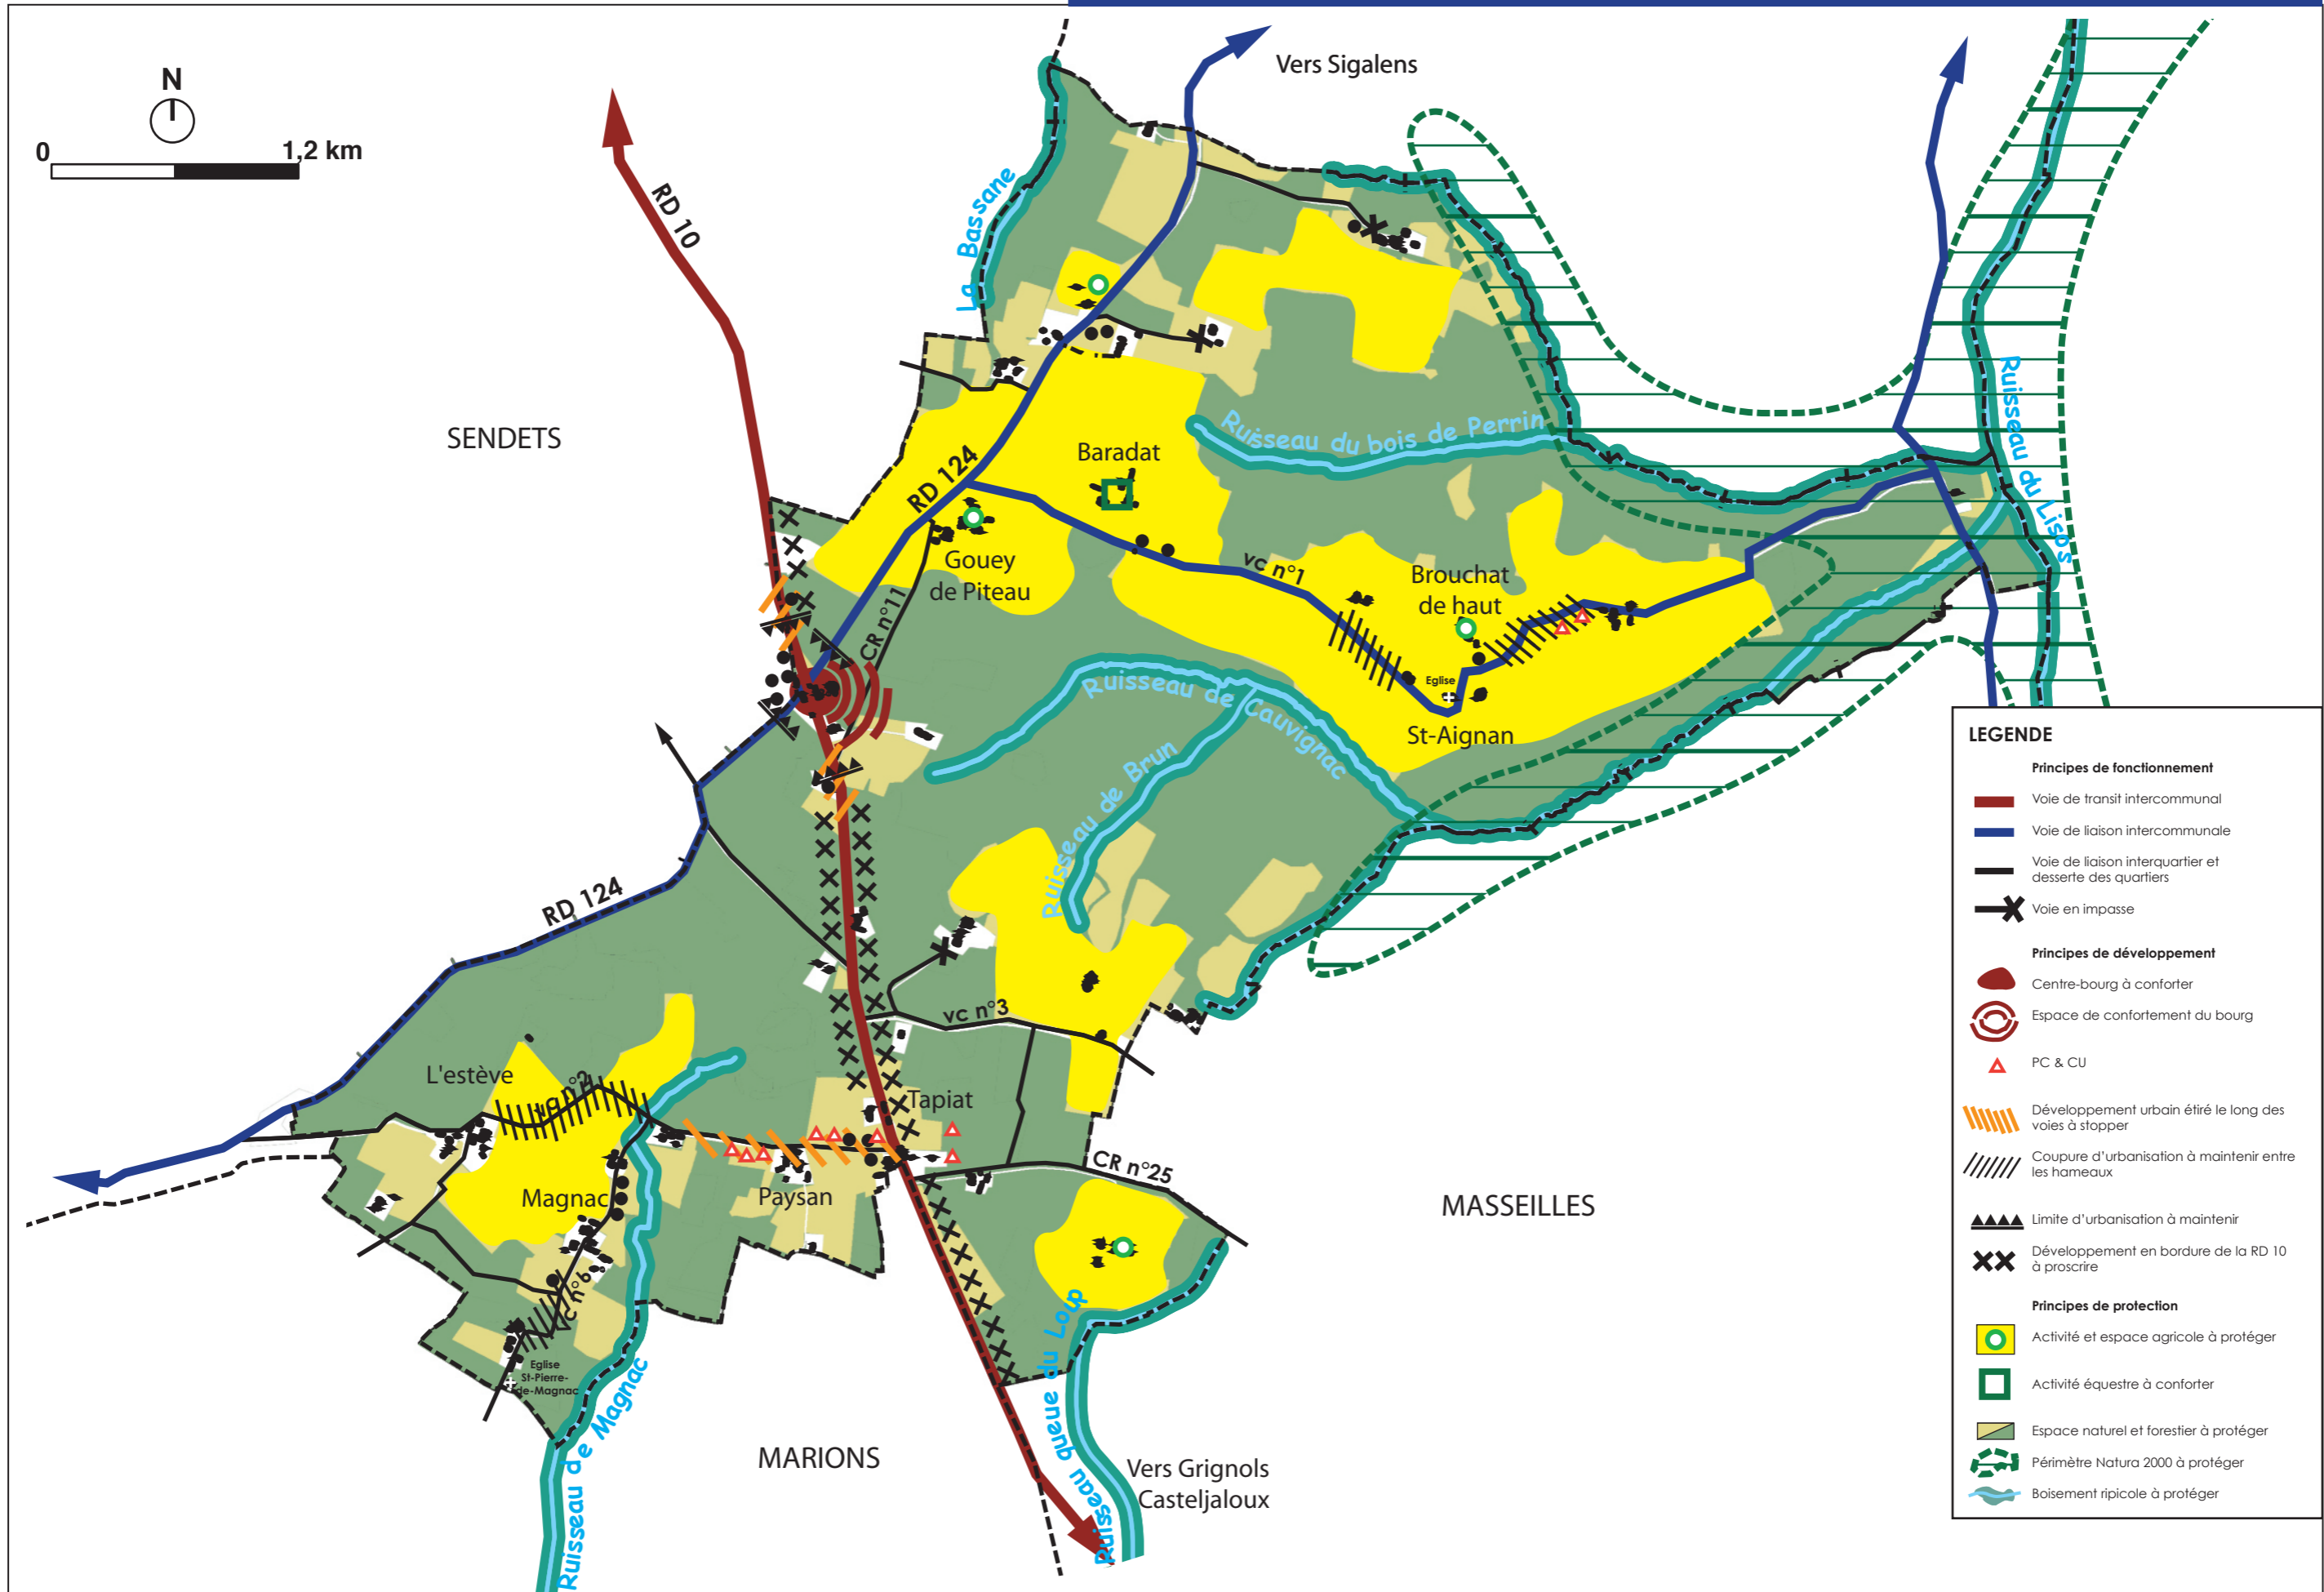 N
0
1,2 km
Vers Sigalens
RD 10
La Bassane
SENDETS
Ruisseau du bois de Perrin
Ruisseau du Lisos
Baradat
RD 124
Gouey
de Piteau
CR n°11
vc n°1
Brouchat
de haut
Eglise
St-Aignan
Ruisseau de Cauvignac
Ruisseau de Brun
RD 124
vc n°3
L'estève
vc n°2
Tapiat
CR n°25
Magnac
Paysan
MASSEILLES
c n°6
Eglise
St-Pierre-
de-Magnac
Ruisseau de Magnac
MARIONS
Ruisseau queue du Loup
Vers Grignols
Casteljaloux
LEGENDE
Principes de fonctionnement
Voie de transit intercommunal
Voie de liaison intercommunale
Voie de liaison interquartier et
desserte des quartiers
Voie en impasse
Principes de développement
Centre-bourg à conforter
Espace de confortement du bourg
PC & CU
Développement urbain étiré le long des
voies à stopper
Coupure d'urbanisation à maintenir entre
les hameaux
Limite d'urbanisation à maintenir
Développement en bordure de la RD 10
à proscrire
Principes de protection
Activité et espace agricole à protéger
Activité équestre à conforter
Espace naturel et forestier à protéger
Périmètre Natura 2000 à protéger
Boisement ripicole à protéger